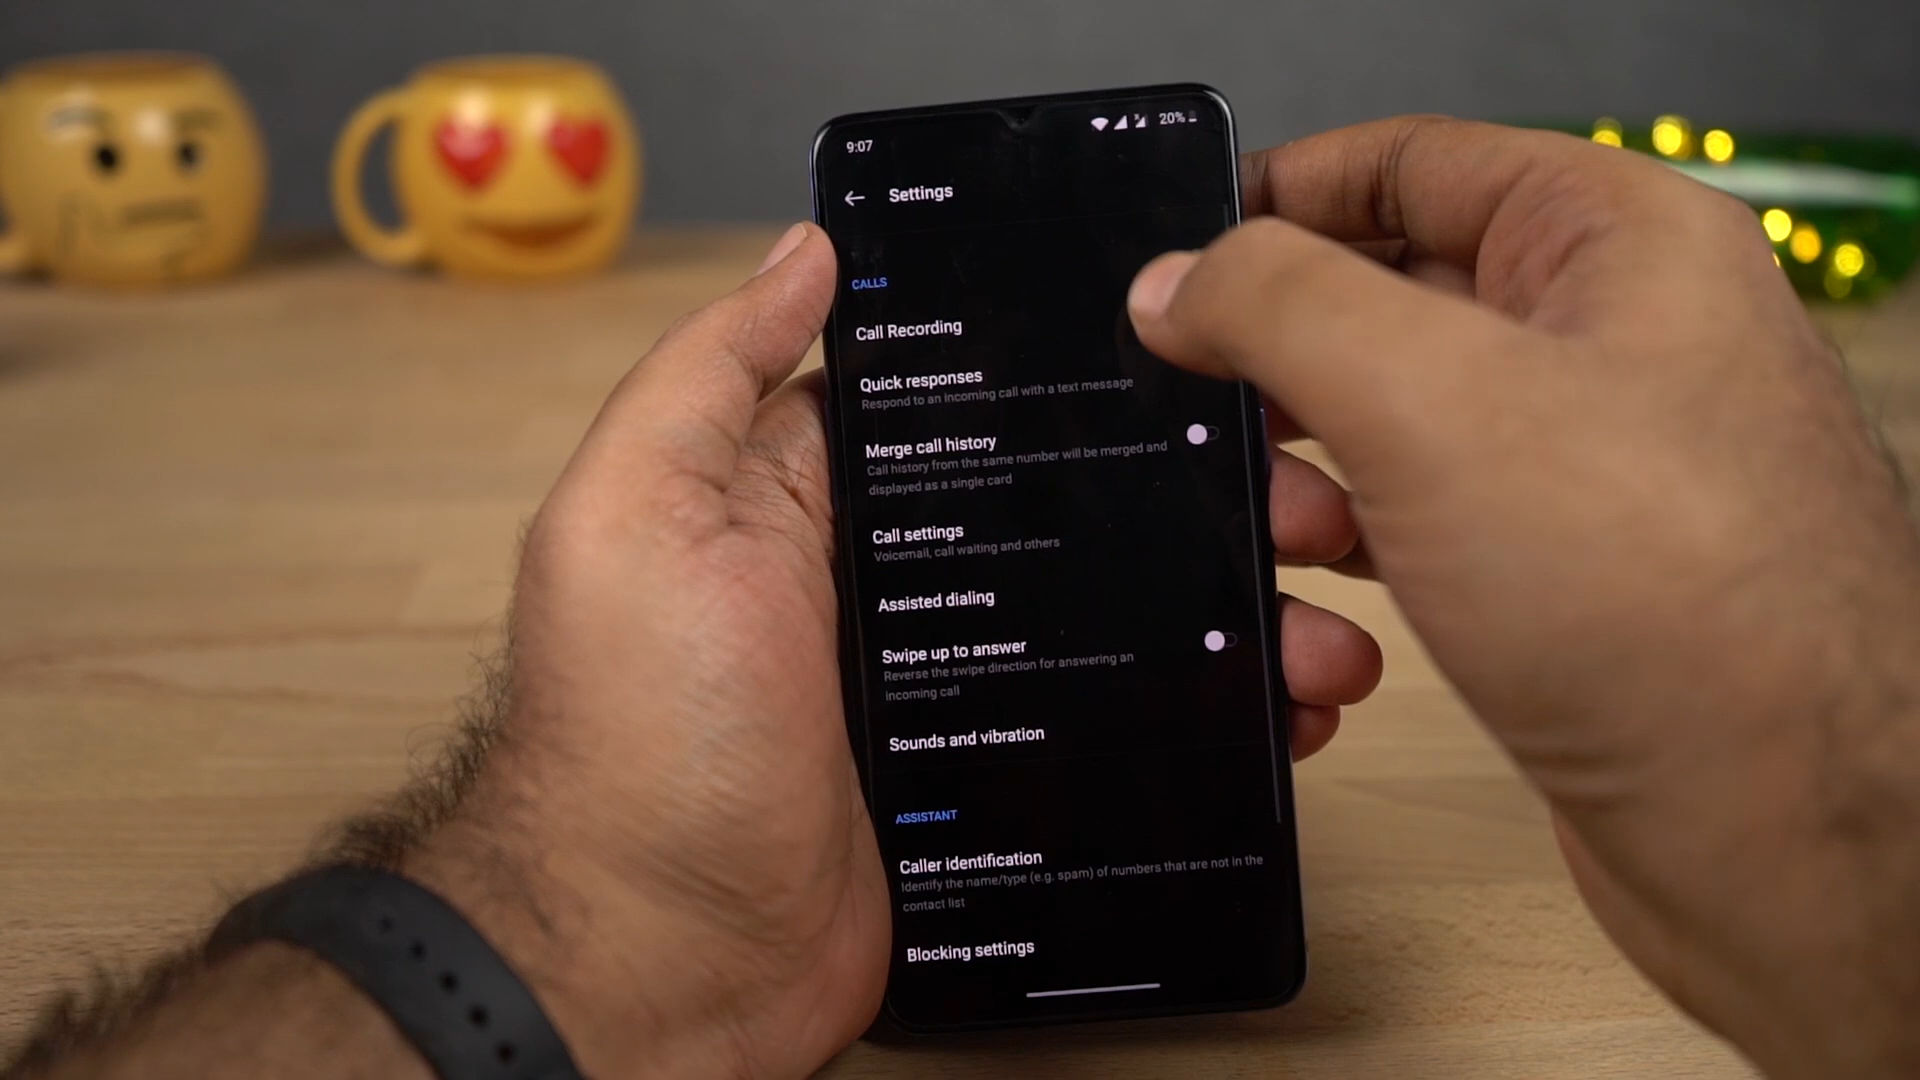 9:07
20%
Settings
CALLS
Call Recording
Quick responses
Respond to an incoming call with a text message
Merge call history
Call history from the same number will be merged and
displayed as a single card
Call settings
Voicemail, call waiting and others
Assisted dialing
Swipe up to answer
Reverse the swipe direction for answering an
incoming call
Sounds and vibration
ASSISTANT
Caller identification
Identify the name/type (e.g. spam) of numbers that are not in the
contact list
Blocking settings